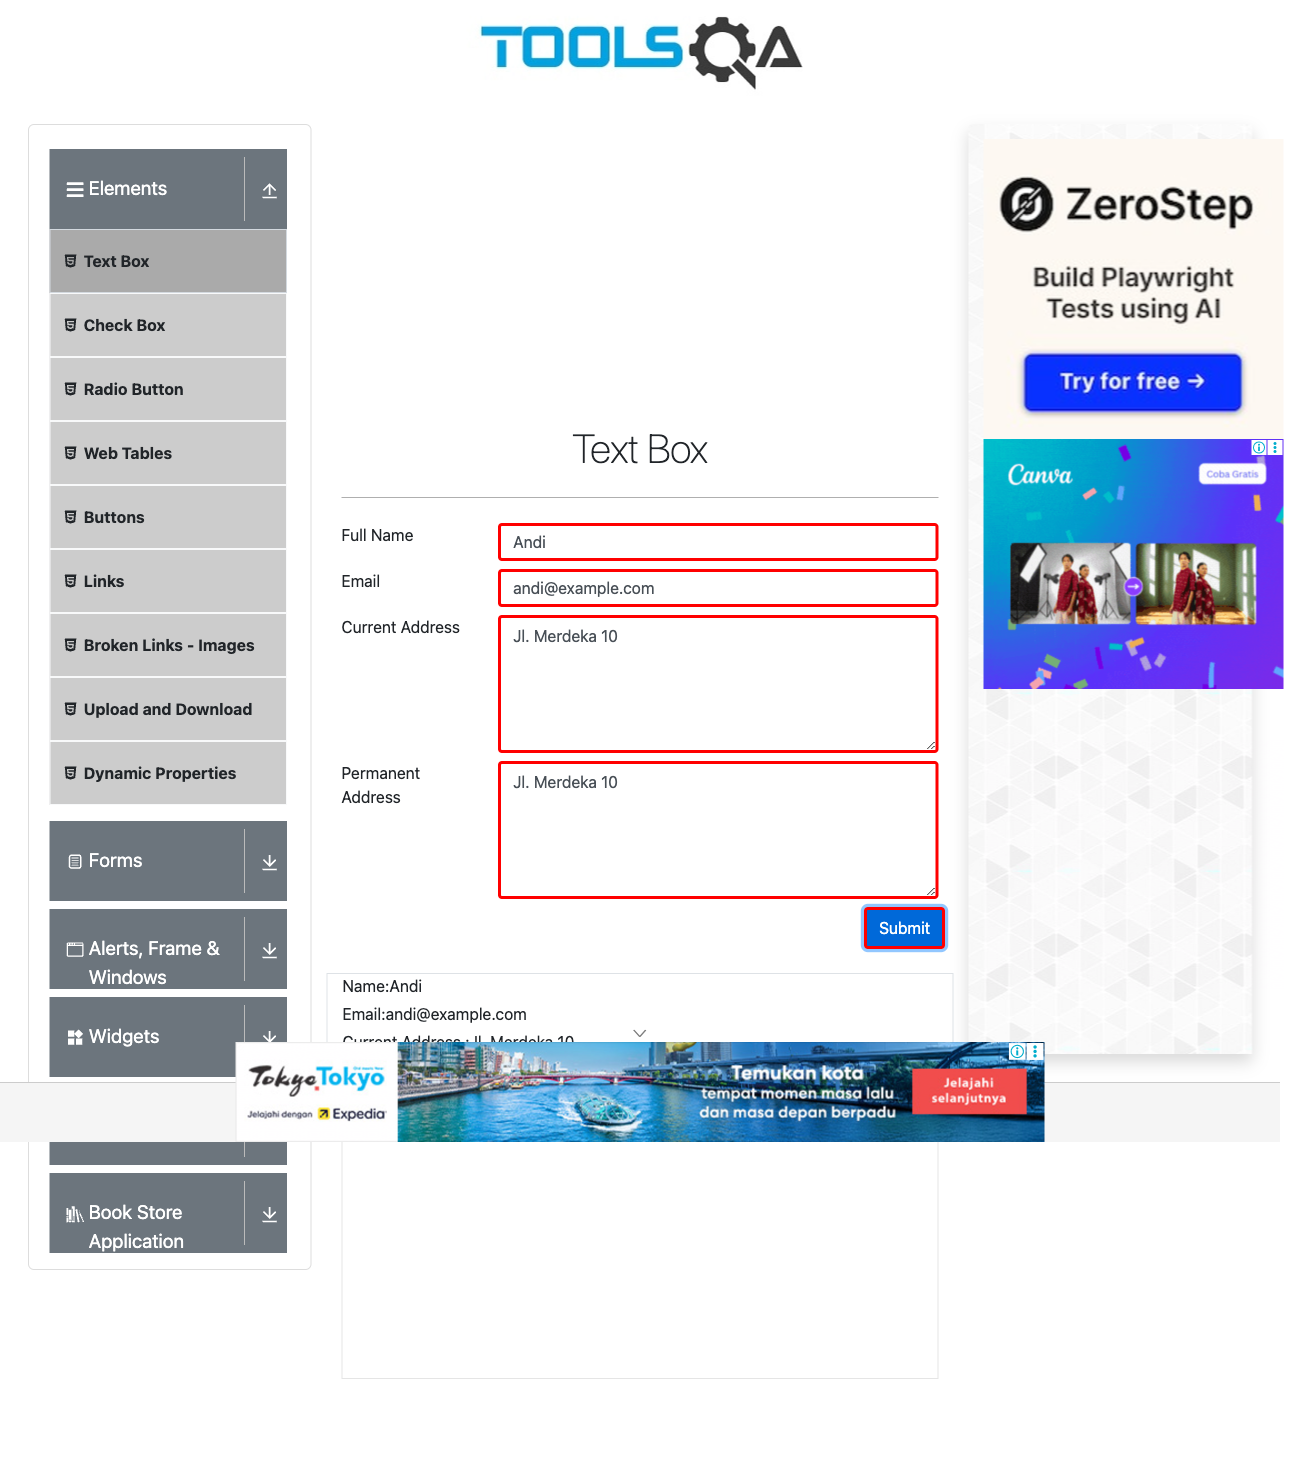 TOOLSQA
Elements
Text Box
Check Box
Radio Button
Web Tables
Buttons
Links
Broken Links - Images
Upload and Download
Dynamic Properties
Forms
Alerts, Frame &
Windows
Widgets
Book Store
Application
Text Box
Full Name
Andi
Email
andi@example.com
Current Address
Jl. Merdeka 10
Permanent
Address
Jl. Merdeka 10
Submit
Name:Andi
Email:andi@example.com
Current Address :Jl. Merdeka 10
ZeroStep
Build Playwright
Tests using AI
Try for free →
Canva
Coba Gratis
Tokyo Tokyo
Jelajahi dengan Expedia
Temukan kota
tempat momen masa lalu
dan masa depan berpadu
Jelajahi
selanjutnya